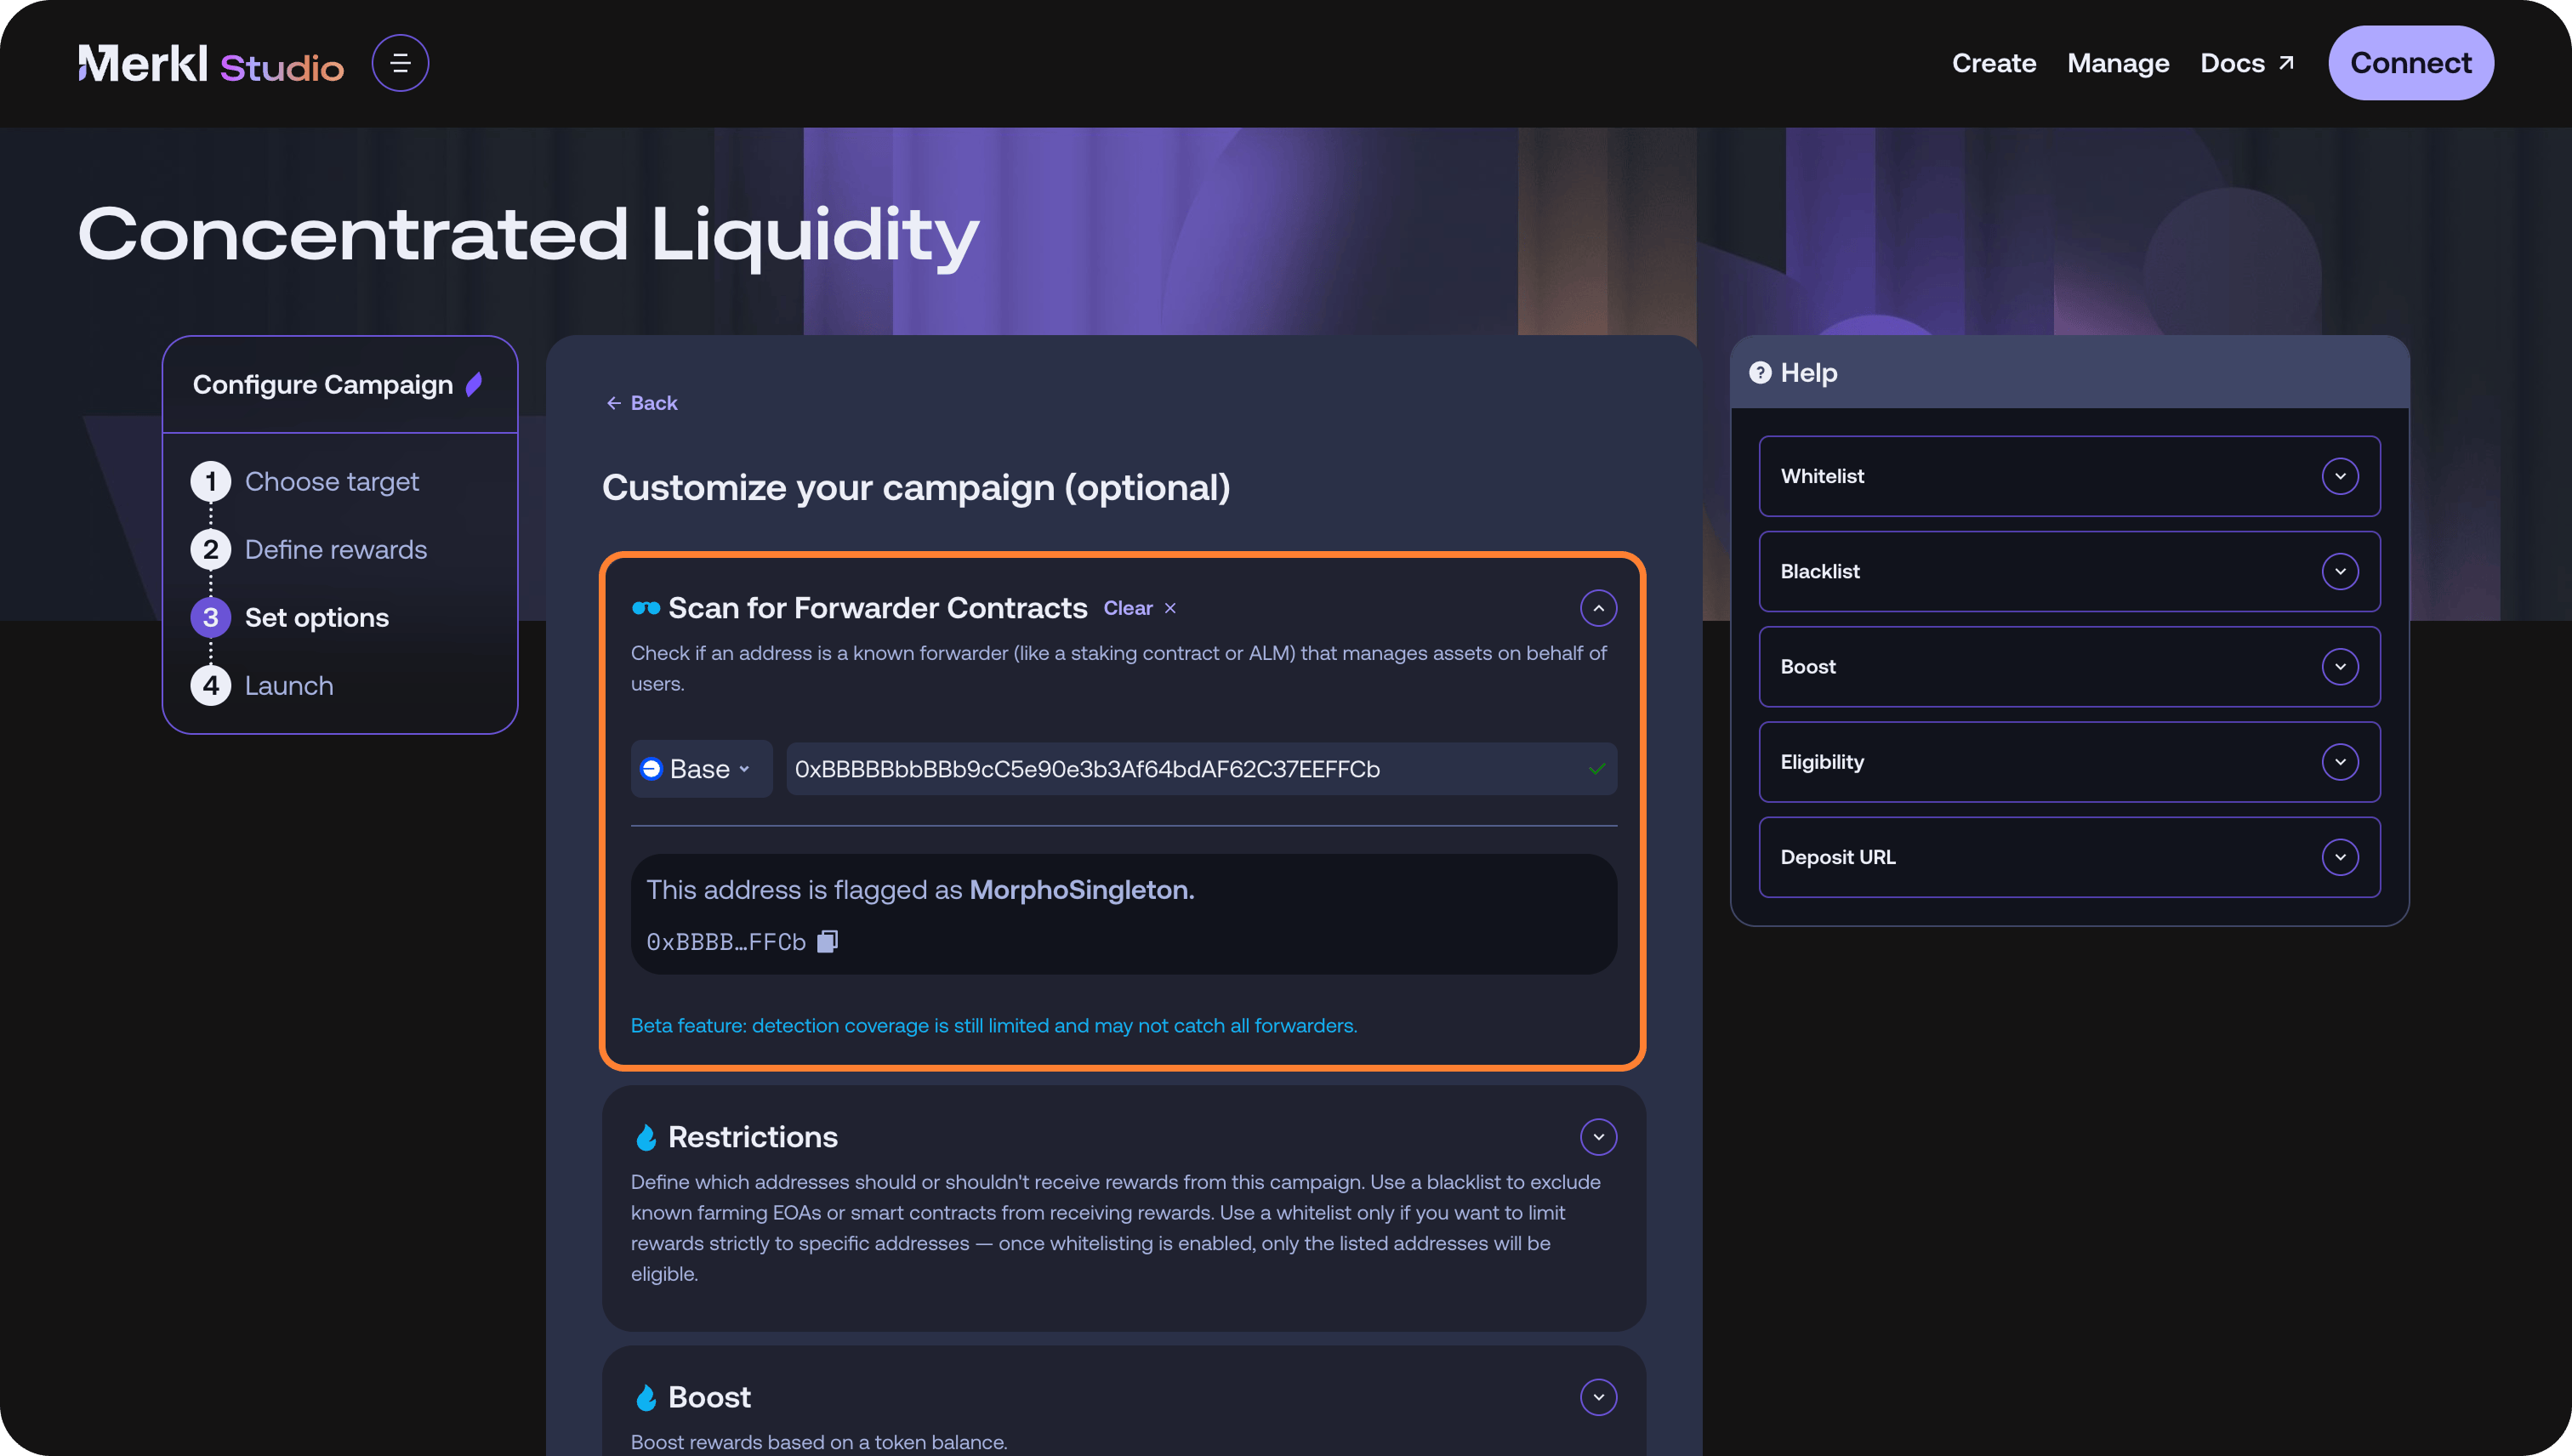 Merkl Studio
Create
Manage
Docs
Connect
Concentrated Liquidity
Configure Campaign
1 Choose target
2 Define rewards
3 Set options
4 Launch
Back
Customize your campaign (optional)
Scan for Forwarder Contracts
Clear
Check if an address is a known forwarder (like a staking contract or ALM) that manages assets on behalf of
users.
Base
0xBBBBBbbBBb9cC5e90e3b3Af64bdAF62C37EEFFCb
This address is flagged as MorphoSingleton.
0xBBBB…FFCb
Beta feature: detection coverage is still limited and may not catch all forwarders.
Restrictions
Define which addresses should or shouldn't receive rewards from this campaign. Use a blacklist to exclude
known farming EOAs or smart contracts from receiving rewards. Use a whitelist only if you want to limit
rewards strictly to specific addresses — once whitelisting is enabled, only the listed addresses will be
eligible.
Boost
Boost rewards based on a token balance.
? Help
Whitelist
Blacklist
Boost
Eligibility
Deposit URL